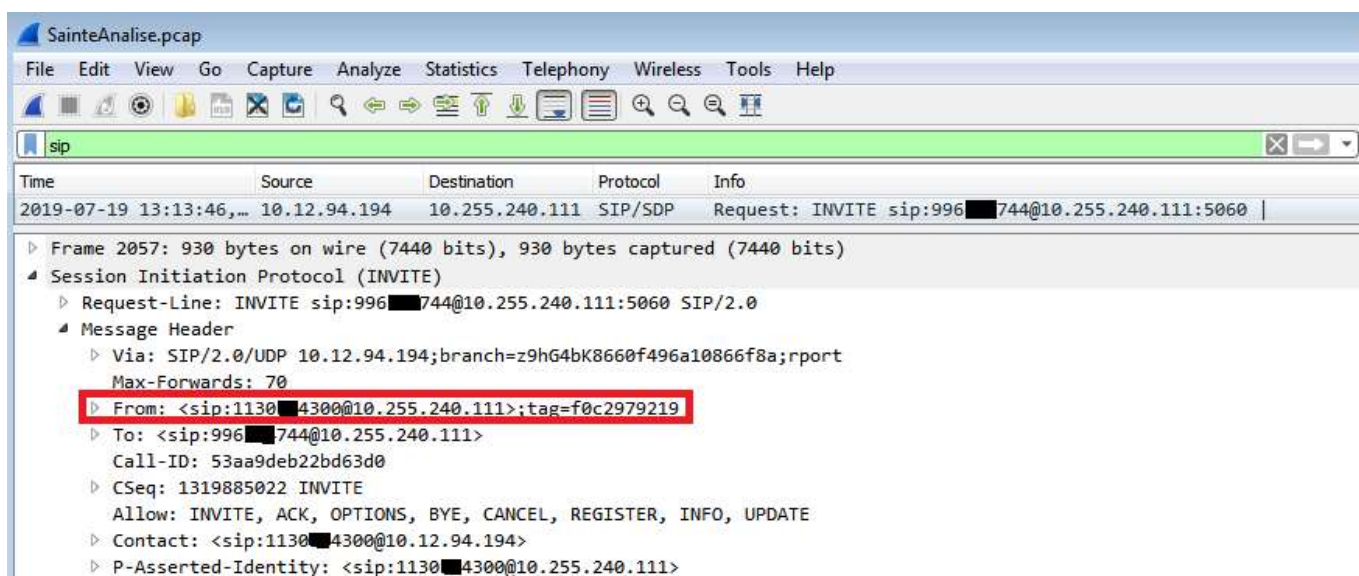 SainteAnalise.pcap
File Edit View Go Capture Analyze Statistics Telephony Wireless Tools Help
sip
Time Source Destination Protocol Info
2019-07-19 13:13:46,… 10.12.94.194 10.255.240.111 SIP/SDP Request: INVITE sip:996 744@10.255.240.111:5060 |
Frame 2057: 930 bytes on wire (7440 bits), 930 bytes captured (7440 bits)
Session Initiation Protocol (INVITE)
Request-Line: INVITE sip:996 744@10.255.240.111:5060 SIP/2.0
Message Header
Via: SIP/2.0/UDP 10.12.94.194;branch=z9hG4bK8660f496a10866f8a;rport
Max-Forwards: 70
From: <sip:1130 4300@10.255.240.111>;tag=f0c2979219
To: <sip:996 744@10.255.240.111>
Call-ID: 53aa9deb22bd63d0
CSeq: 1319885022 INVITE
Allow: INVITE, ACK, OPTIONS, BYE, CANCEL, REGISTER, INFO, UPDATE
Contact: <sip:1130 4300@10.12.94.194>
P-Asserted-Identity: <sip:1130 4300@10.255.240.111>